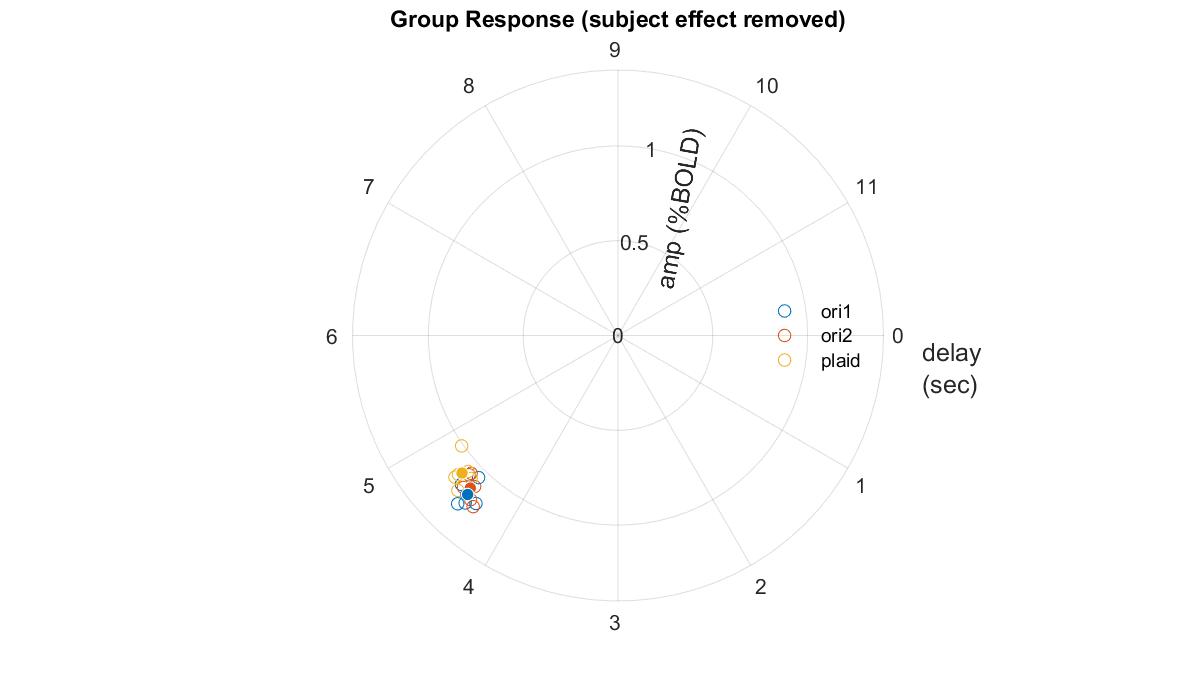 Group Response (subject effect removed)
9
8
10
7
11
6
0
5
1
4
2
3
1
0.5
0
amp (%BOLD)
delay
(sec)
ori1
ori2
plaid